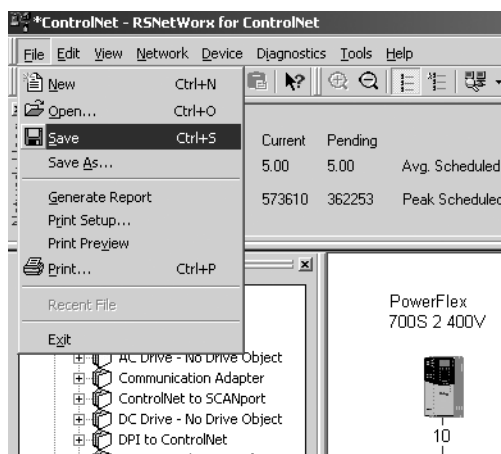 *ControlNet - RSNetWorx for ControlNet
File Edit View Network Device Diagnostics Tools Help
New Ctrl+N
Open... Ctrl+O
Save Ctrl+S
Save As...
Generate Report
Print Setup...
Print Preview
Print... Ctrl+P
Recent File
Exit
Current Pending
5.00 5.00 Avg. Scheduled
573610 362253 Peak Scheduled
AC Drive - No Drive Object
Communication Adapter
ControlNet to SCANport
DC Drive - No Drive Object
DPI to ControlNet
PowerFlex
700S 2 400V
10